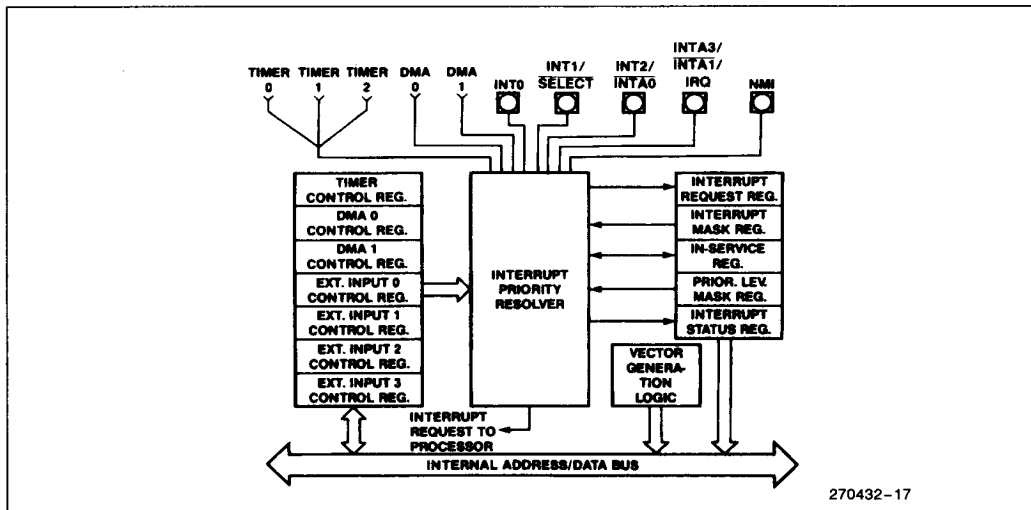 TIMER 0
TIMER 1
TIMER 2
DMA 0
DMA 1
INT0
INT1/
SELECT
INT2/
INTA0
INTA3/
INTA1/
IRQ
NMI
TIMER
CONTROL REG.
DMA 0
CONTROL REG.
DMA 1
CONTROL REG.
EXT. INPUT 0
CONTROL REG.
EXT. INPUT 1
CONTROL REG.
EXT. INPUT 2
CONTROL REG.
EXT. INPUT 3
CONTROL REG.
INTERRUPT
PRIORITY
RESOLVER
INTERRUPT
REQUEST REG.
INTERRUPT
MASK REG.
IN-SERVICE
REG.
PRIOR. LEV.
MASK REG.
INTERRUPT
STATUS REG.
VECTOR
GENERA-
TION
LOGIC
INTERRUPT
REQUEST TO
PROCESSOR
INTERNAL ADDRESS/DATA BUS
270432-17